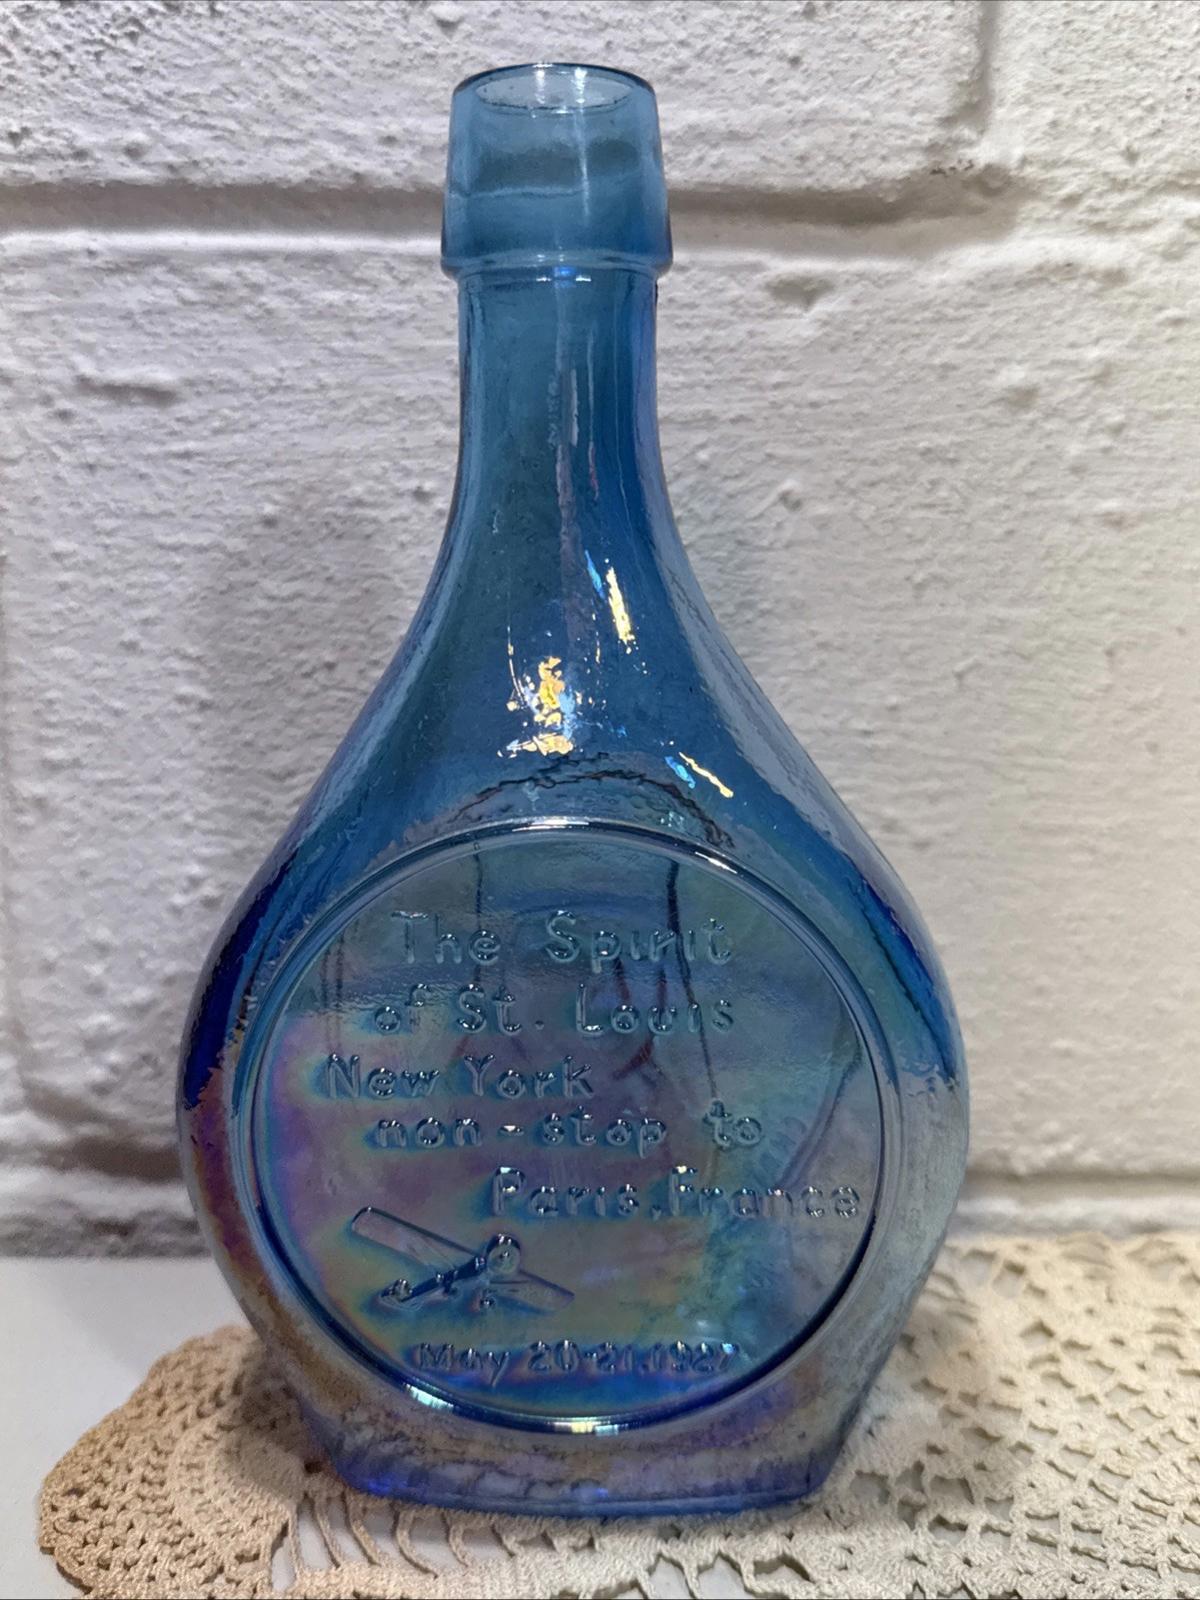 The Spirit
of St. Louis
New York
non-stop to
Paris, France
May 20-21, 1927